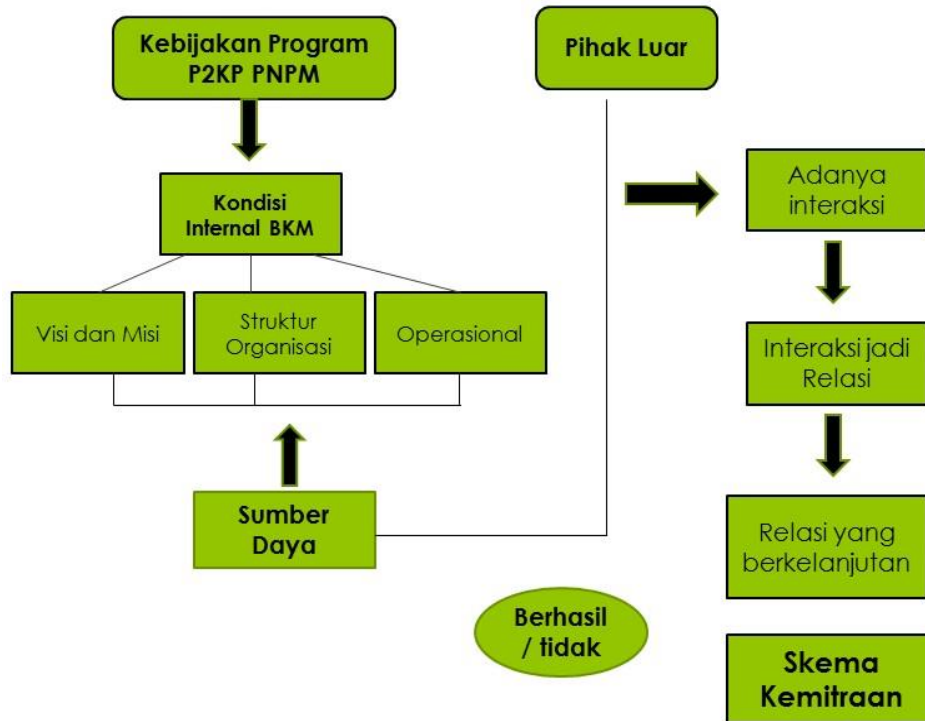 Kebijakan Program
P2KP PNPM
Pihak Luar
Kondisi
Internal BKM
Visi dan Misi
Struktur
Organisasi
Operasional
Sumber
Daya
Berhasil
/ tidak
Adanya
interaksi
Interaksi jadi
Relasi
Relasi yang
berkelanjutan
Skema
Kemitraan